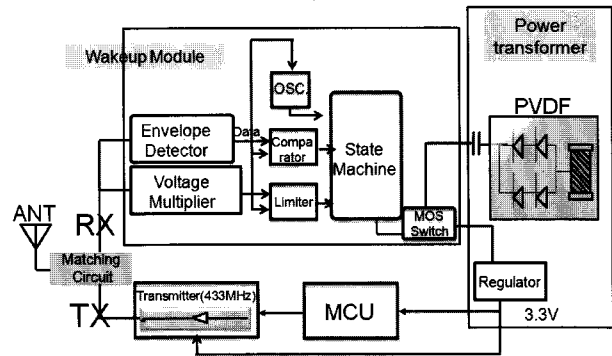 Power
transformer
Wakeup Module
PVDF
OSC.
Envelope
Detector
Data
Compa
rator
State
Machine
Voltage
Multiplier
Limiter
MOS
Switch
ANT
RX
Matching
Circuit
Regulator
TX
Transmitter(433MHz)
MCU
3.3V